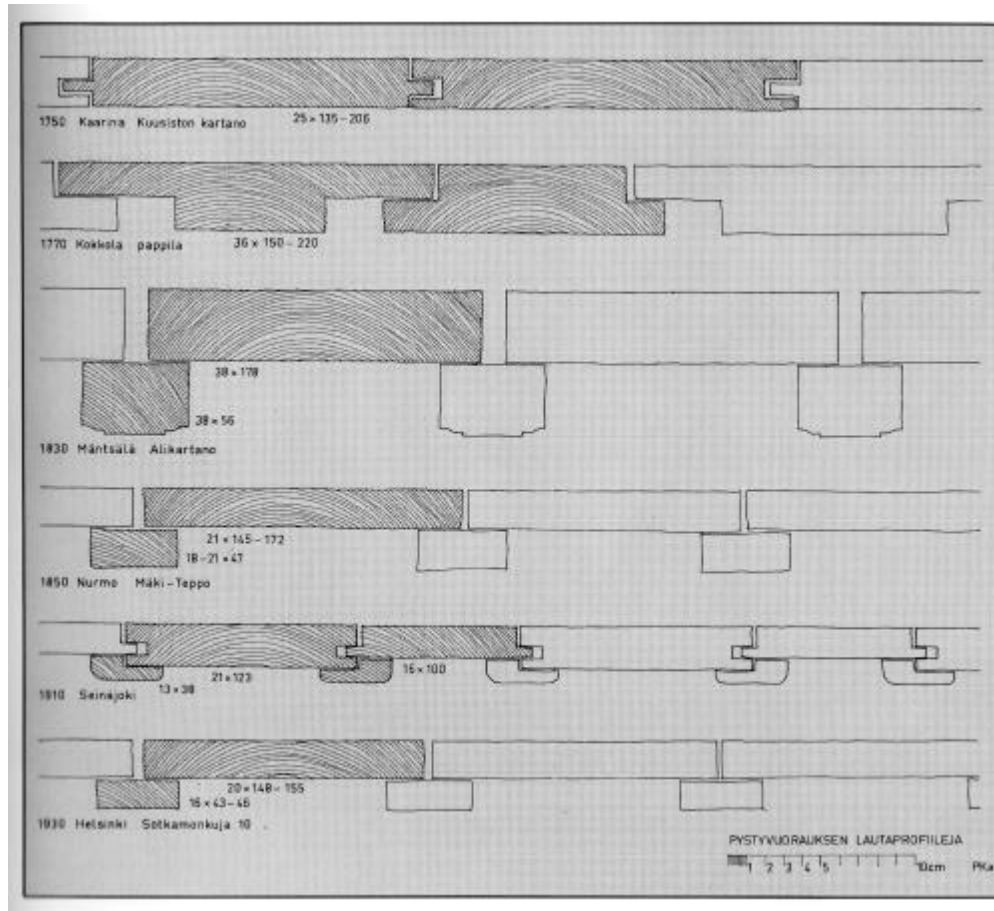 1750 Kaarina Kuusiston kartano 25 × 135 – 206
1770 Kokkola pappila 36 × 150 – 220
38 × 178
38 × 56
1830 Mäntsälä Alikartano
21 × 145 – 172
18 – 21 × 47
1850 Nurmo Mäki – Teppo
21 × 123
15 × 100
13 × 38
1910 Seinäjoki
20 × 148 – 155
16 × 43 – 46
1930 Helsinki Sotkamonkuja 10
PYSTYVUORAUKSEN LAUTAPROFIILEJA
1 2 3 4 5 10cm PKa